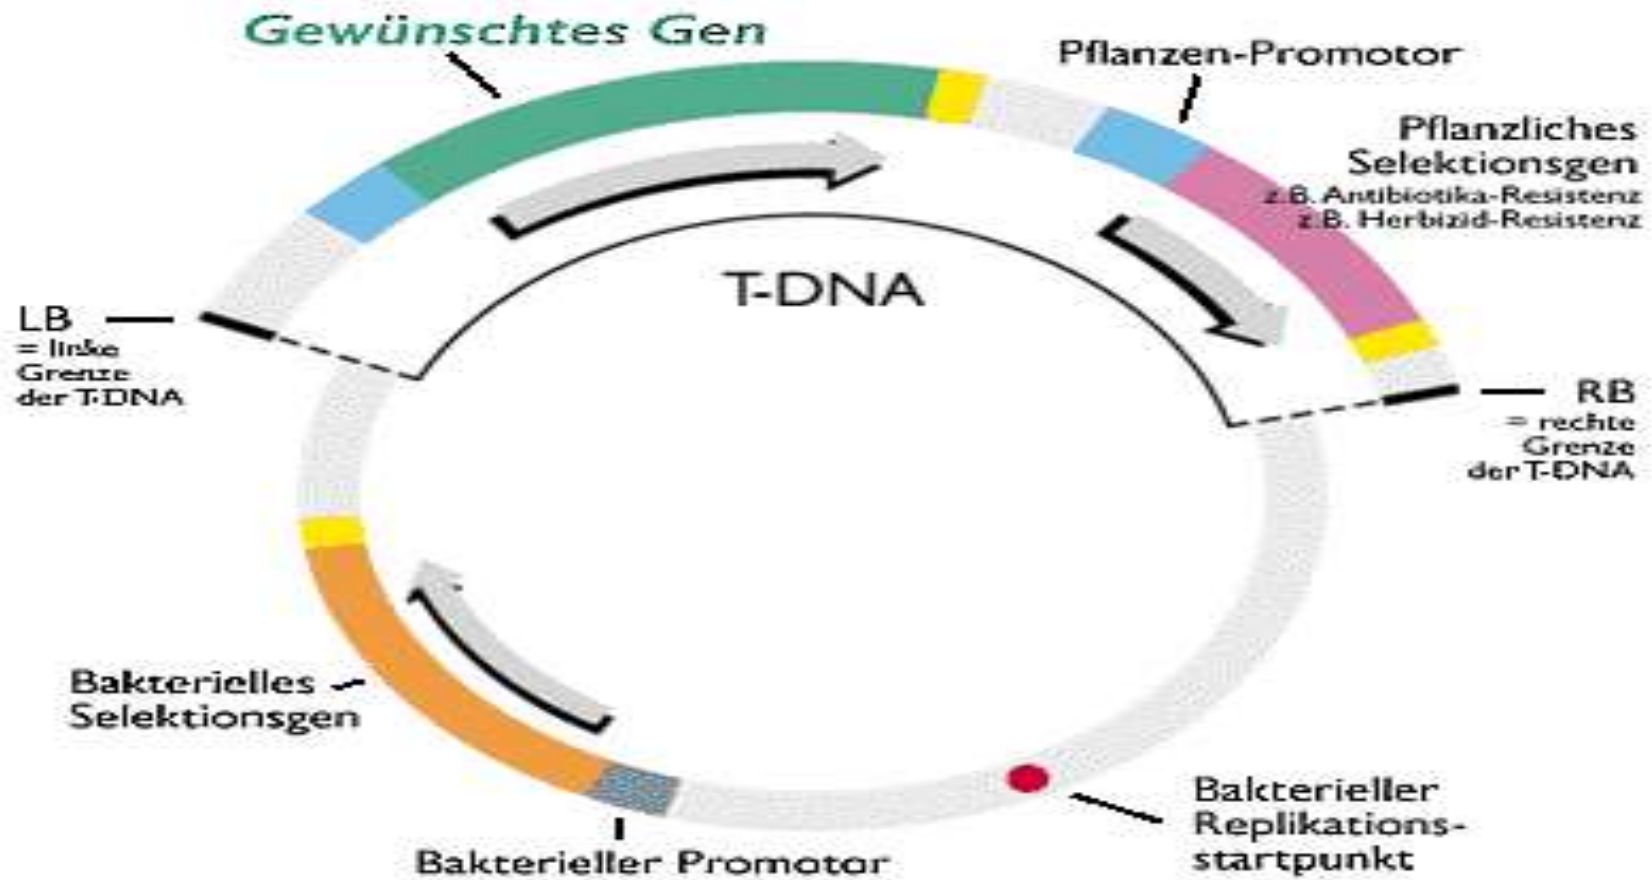 Gewünschtes Gen
Pflanzen-Promotor
Pflanzliches
Selektionsgen
z.B. Antibiotika-Resistenz
z.B. Herbizid-Resistenz
T-DNA
LB
= linke
Grenze
der T-DNA
RB
= rechte
Grenze
der T-DNA
Bakterielles
Selektionsgen
Bakterieller Promotor
Bakterieller
Replikations-
startpunkt